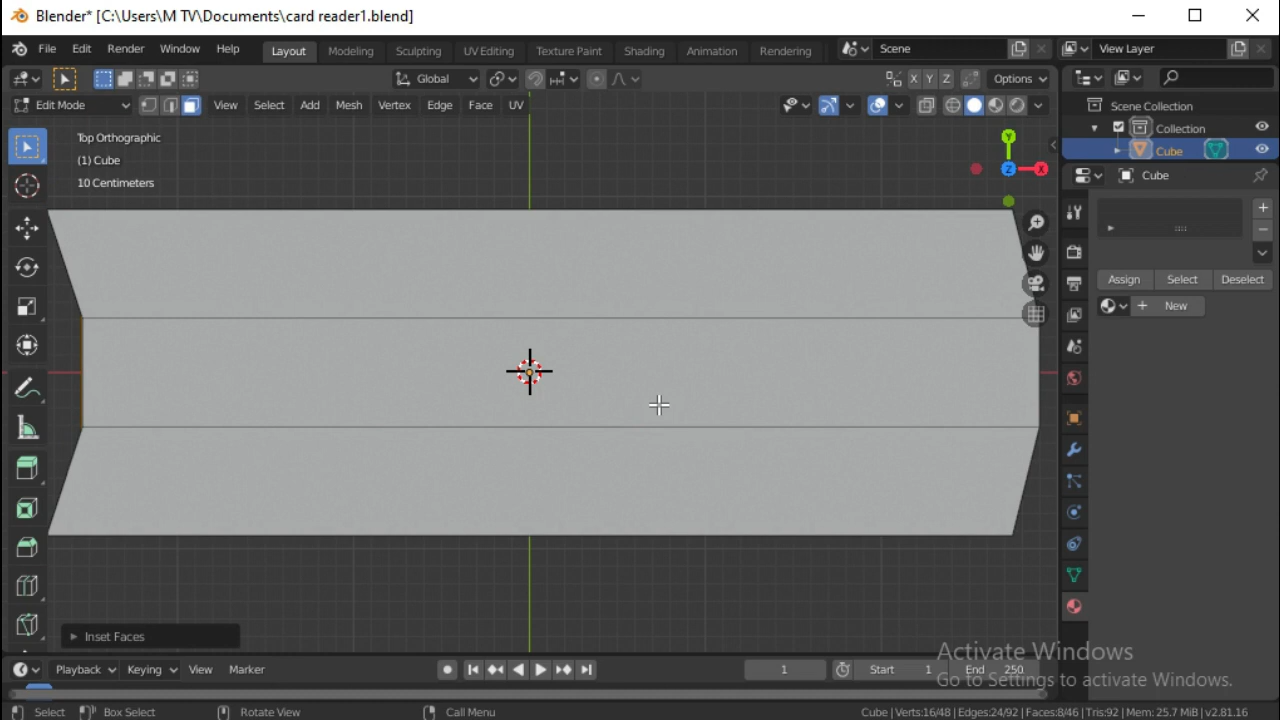 Blender* [C:\Users\M TV\Documents\card reader1.blend]
File Edit Render Window Help Layout Modeling Sculpting UV Editing Texture Paint Shading Animation Rendering Scene View Layer
Global X Y Z Options
Edit Mode View Select Add Mesh Vertex Edge Face UV Scene Collection
Collection
Cube
Top Orthographic
(1) Cube
10 Centimeters
Y
Z X
Cube
Assign Select Deselect
New
Inset Faces
Playback Keying View Marker 1 Start 1 End 250
Activate Windows
Go to Settings to activate Windows.
Select Box Select Rotate View Call Menu Cube | Verts:16/48 | Edges:24/92 | Faces:8/46 | Tris:92 | Mem: 25.7 MiB | v2.81.16